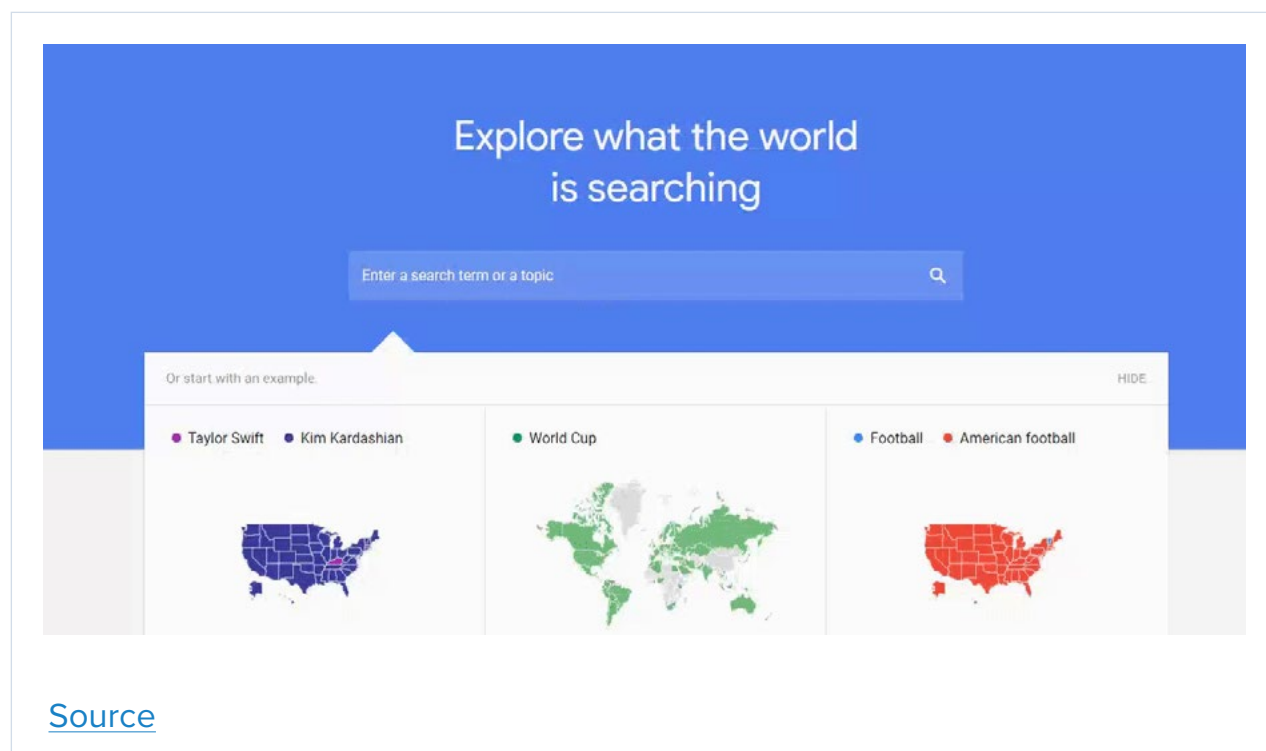 Explore what the world
is searching
Enter a search term or a topic
Or start with an example.
HIDE
Taylor Swift Kim Kardashian
World Cup
Football American football
Source